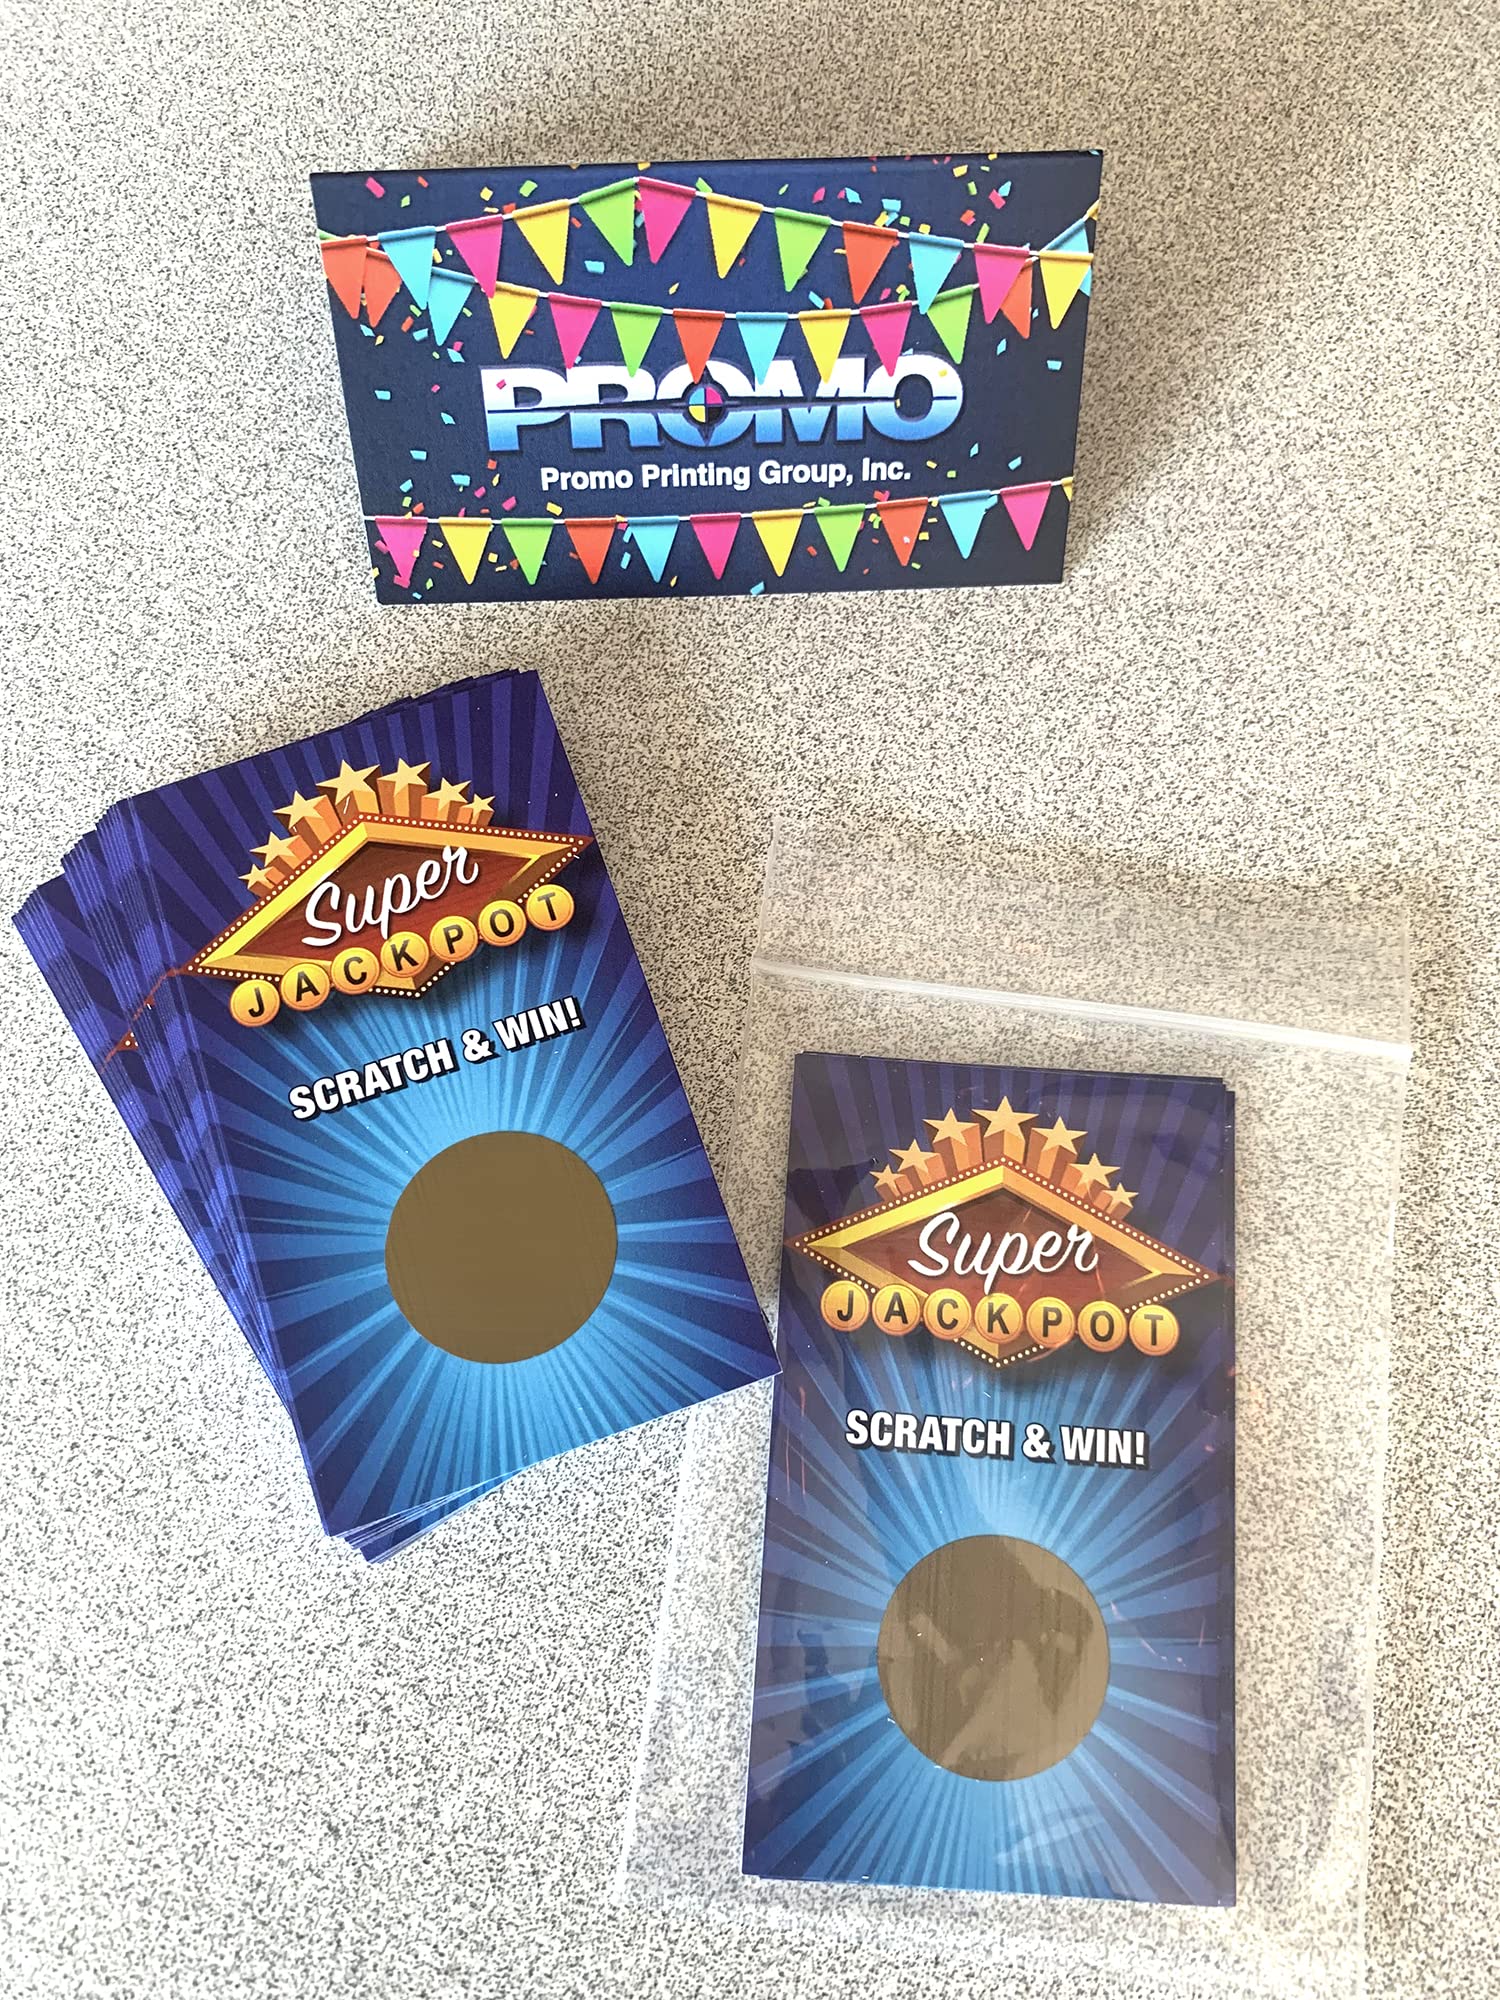 PROMO
Promo Printing Group, Inc.
Super
JACKPOT
SCRATCH & WIN!
Super
JACKPOT
SCRATCH & WIN!